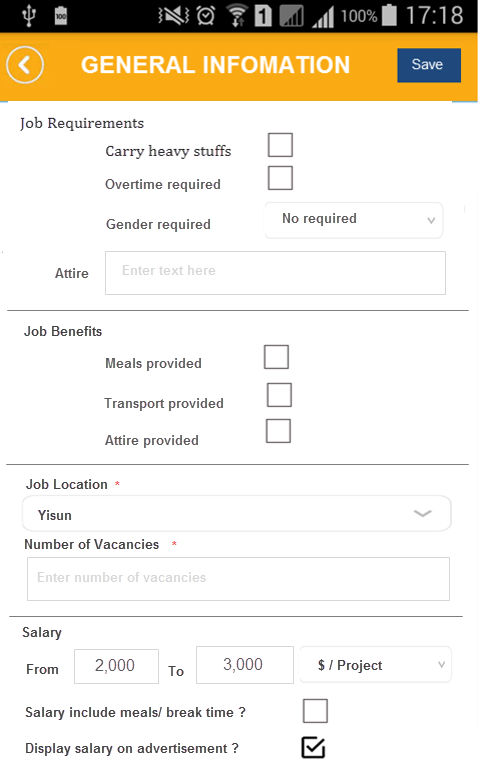 100 1 100% 17:18
GENERAL INFOMATION Save
Job Requirements
Carry heavy stuffs
Overtime required
Gender required No required
Attire Enter text here
Job Benefits
Meals provided
Transport provided
Attire provided
Job Location *
Yisun
Number of Vacancies *
Enter number of vacancies
Salary
From 2,000 To 3,000 $ / Project
Salary include meals/ break time ?
Display salary on advertisement ?